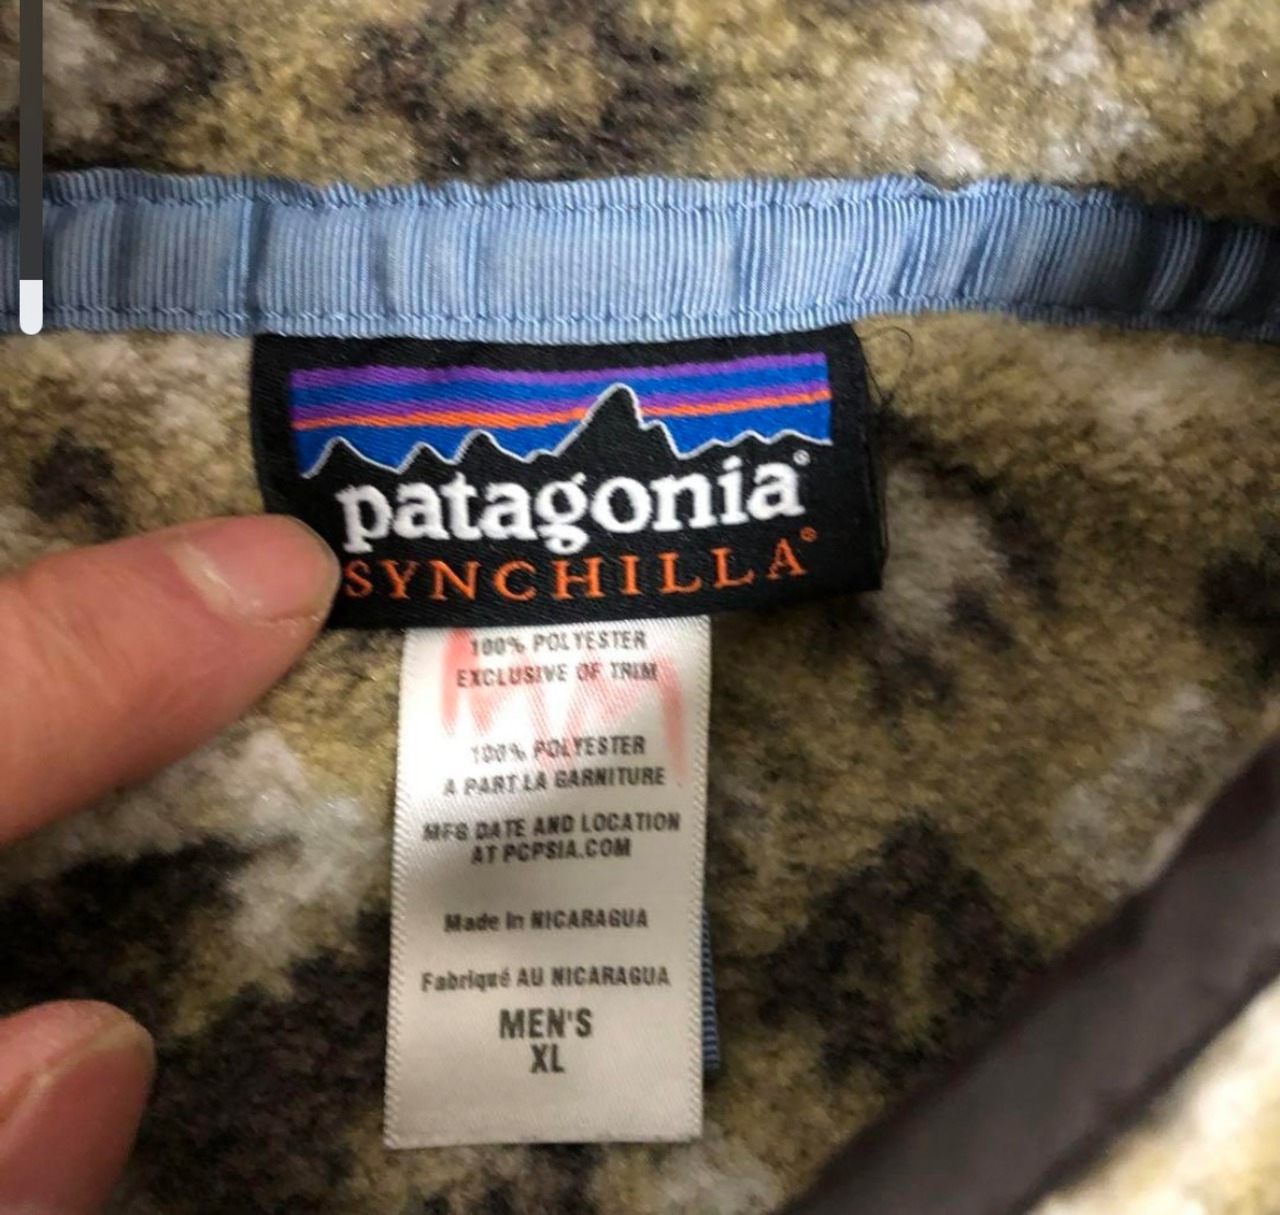 patagonia®
SYNCHILLA®
100% POLYESTER
EXCLUSIVE OF TRIM
100% POLYESTER
A PART LA GARNITURE
MFG DATE AND LOCATION
AT PCPSIA.COM
Made In NICARAGUA
Fabriqué AU NICARAGUA
MEN'S
XL